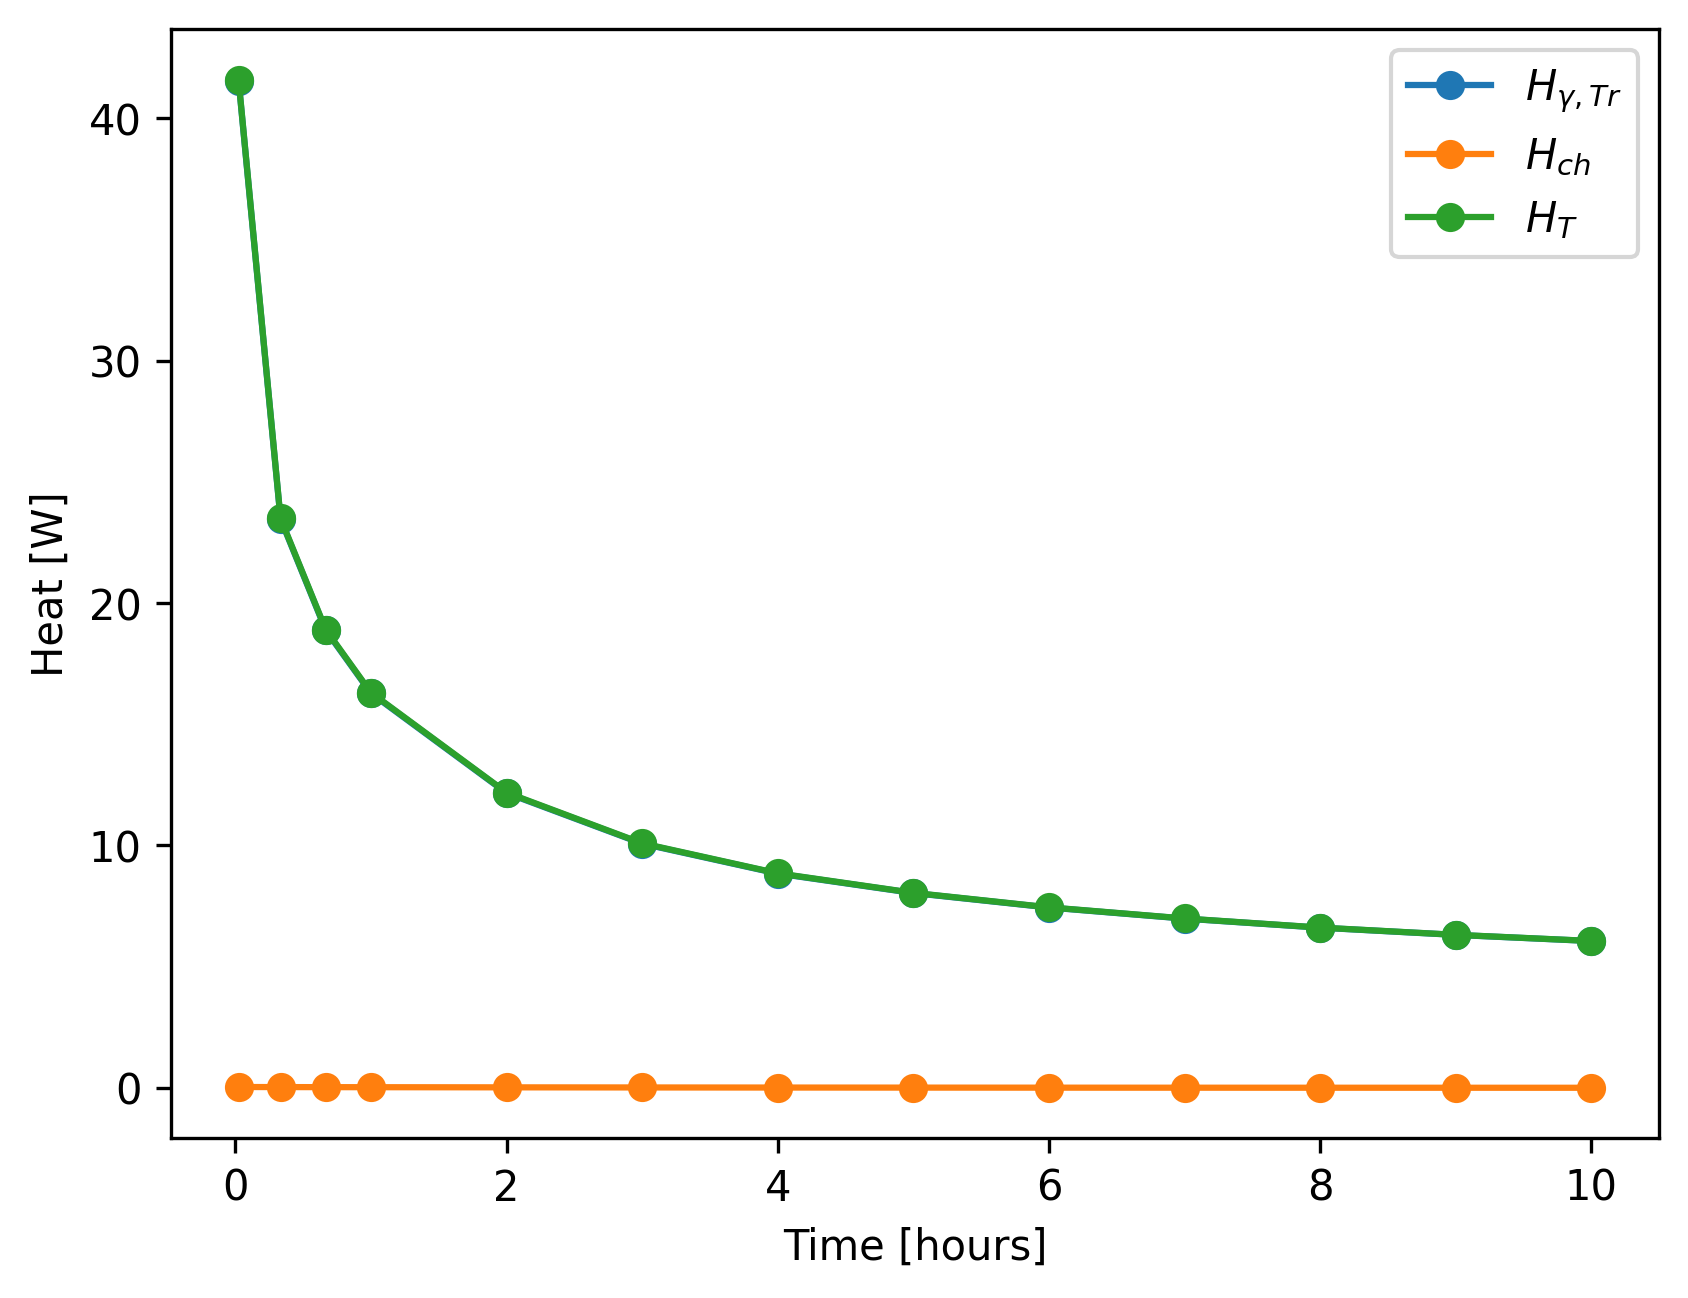 40
30
20
10
0
Heat [W]
0 2 4 6 8 10
Time [hours]
H_{γ, Tr}
H_{ch}
H_T